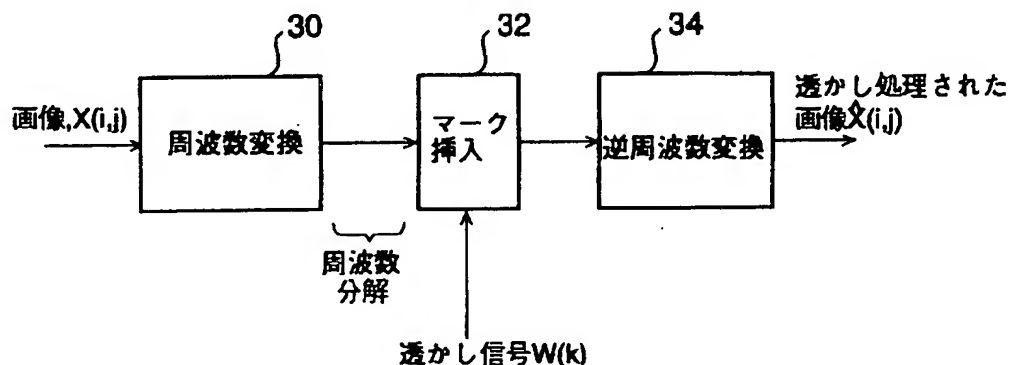 30
32
34
画像,X(i,j)
周波数変換
マーク
挿入
逆周波数変換
透かし処理された
画像X̂(i,j)
周波数
分解
透かし信号W(k)